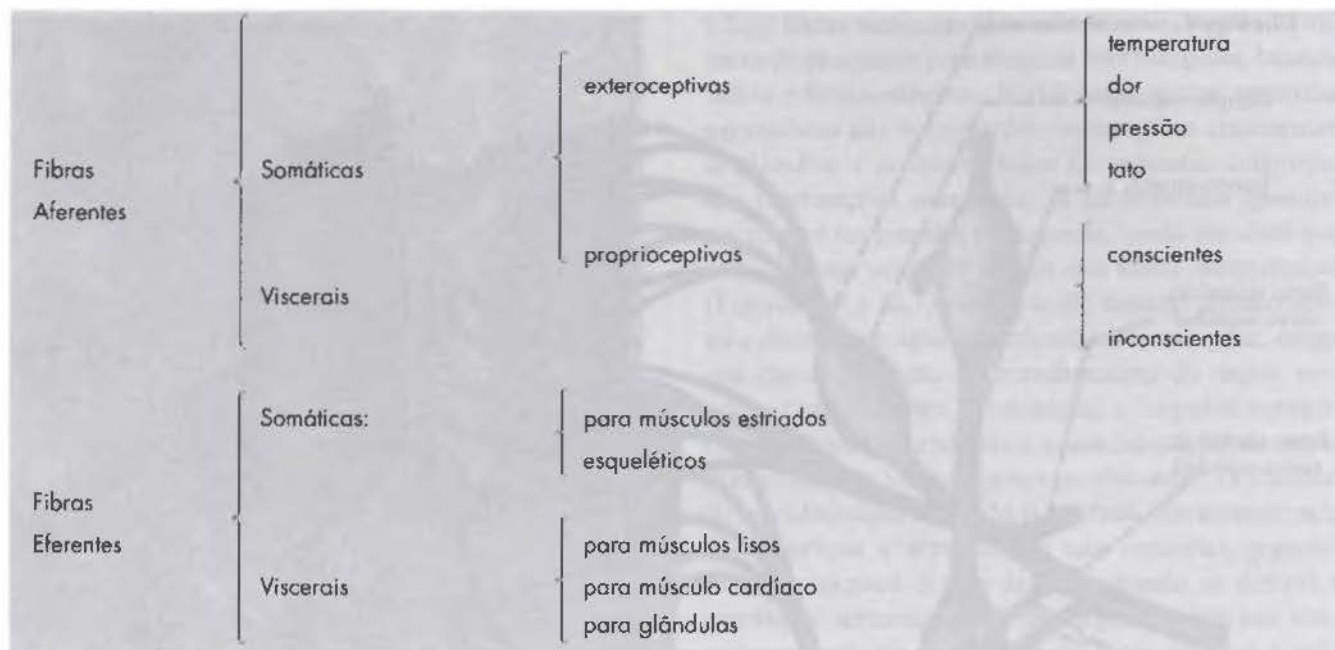 Fibras
Aferentes
Somáticas
exteroceptivas
temperatura
dor
pressão
tato
proprioceptivas
conscientes
inconscientes
Viscerais
Fibras
Eferentes
Somáticas:
para músculos estriados
esqueléticos
Viscerais
para músculos lisos
para músculo cardíaco
para glândulas